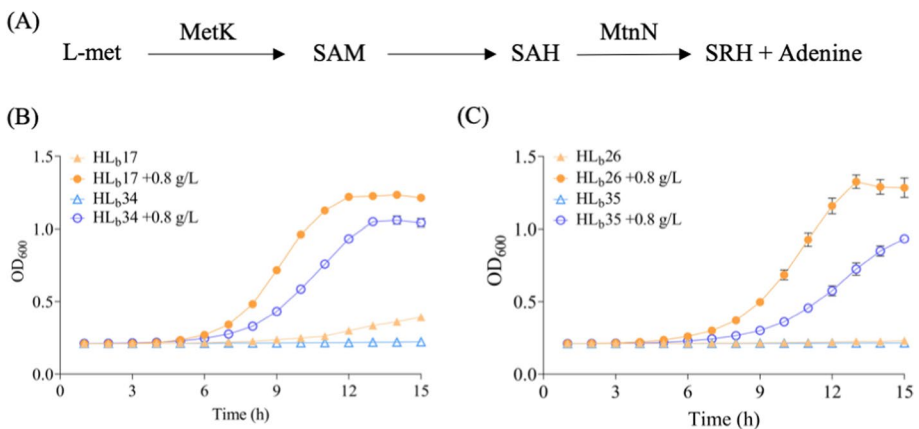 (A)
L-met MetK SAM SAH MtnN SRH + Adenine
(B)
HLb17
HLb17 +0.8 g/L
HLb34
HLb34 +0.8 g/L
OD600
1.5
1.0
0.5
0.0
0 3 6 9 12 15
Time (h)
(C)
HLb26
HLb26 +0.8 g/L
HLb35
HLb35 +0.8 g/L
OD600
1.5
1.0
0.5
0.0
0 3 6 9 12 15
Time (h)